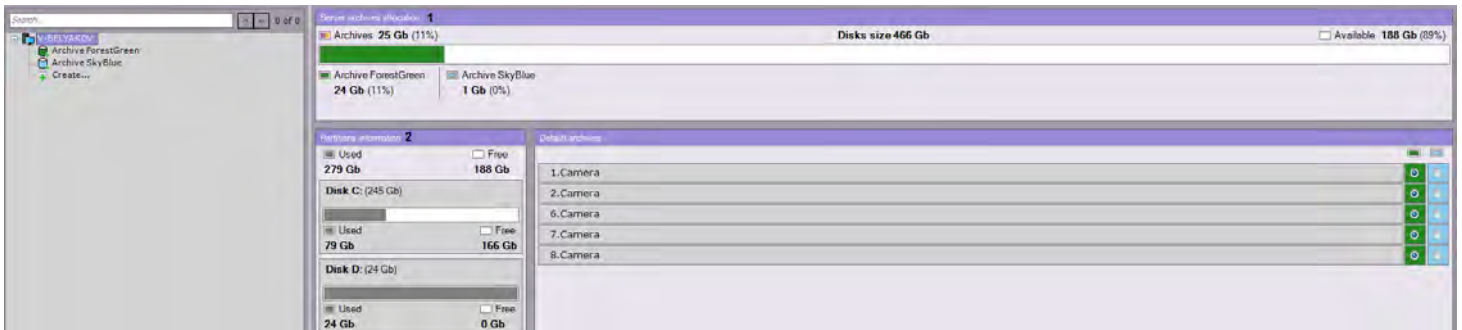 Search...
0 of 0
V-BELYAKOV
Archive ForestGreen
Archive SkyBlue
Create...
Server archives allocation 1
Archives 25 Gb (11%) Disks size 466 Gb Available 188 Gb (89%)
Archive ForestGreen Archive SkyBlue
24 Gb (11%) 1 Gb (0%)
Partitions information 2
Used Free
279 Gb 188 Gb
Disk C: (245 Gb)
Used Free
79 Gb 166 Gb
Disk D: (24 Gb)
Used Free
24 Gb 0 Gb
Default archives
1.Camera
2.Camera
6.Camera
7.Camera
8.Camera